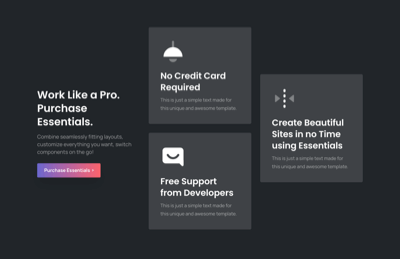 Work Like a Pro.
Purchase
Essentials.
Combine seamlessly fitting layouts,
customize everything you want, switch
components on the go!
Purchase Essentials
No Credit Card
Required
This is just a simple text made for
this unique and awesome template.
Free Support
from Developers
This is just a simple text made for
this unique and awesome template.
Create Beautiful
Sites in no Time
using Essentials
This is just a simple text made for
this unique and awesome template.